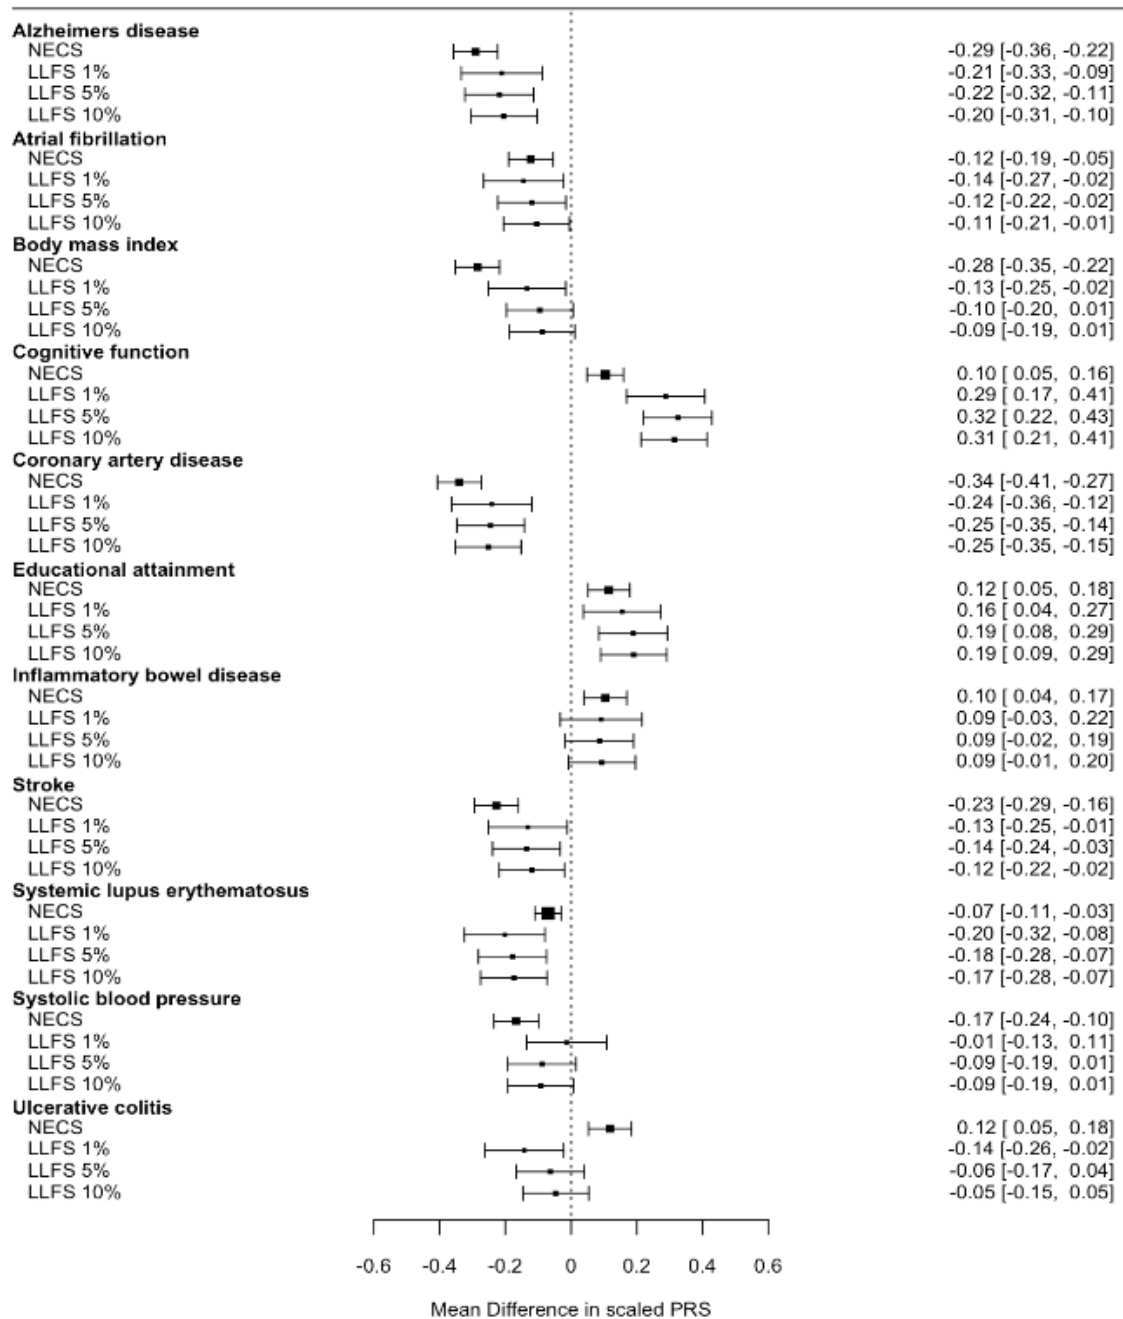 Alzheimers disease
NECS -0.29 [-0.36, -0.22]
LLFS 1% -0.21 [-0.33, -0.09]
LLFS 5% -0.22 [-0.32, -0.11]
LLFS 10% -0.20 [-0.31, -0.10]
Atrial fibrillation
NECS -0.12 [-0.19, -0.05]
LLFS 1% -0.14 [-0.27, -0.02]
LLFS 5% -0.12 [-0.22, -0.02]
LLFS 10% -0.11 [-0.21, -0.01]
Body mass index
NECS -0.28 [-0.35, -0.22]
LLFS 1% -0.13 [-0.25, -0.02]
LLFS 5% -0.10 [-0.20, 0.01]
LLFS 10% -0.09 [-0.19, 0.01]
Cognitive function
NECS 0.10 [ 0.05, 0.16]
LLFS 1% 0.29 [ 0.17, 0.41]
LLFS 5% 0.32 [ 0.22, 0.43]
LLFS 10% 0.31 [ 0.21, 0.41]
Coronary artery disease
NECS -0.34 [-0.41, -0.27]
LLFS 1% -0.24 [-0.36, -0.12]
LLFS 5% -0.25 [-0.35, -0.14]
LLFS 10% -0.25 [-0.35, -0.15]
Educational attainment
NECS 0.12 [ 0.05, 0.18]
LLFS 1% 0.16 [ 0.04, 0.27]
LLFS 5% 0.19 [ 0.08, 0.29]
LLFS 10% 0.19 [ 0.09, 0.29]
Inflammatory bowel disease
NECS 0.10 [ 0.04, 0.17]
LLFS 1% 0.09 [-0.03, 0.22]
LLFS 5% 0.09 [-0.02, 0.19]
LLFS 10% 0.09 [-0.01, 0.20]
Stroke
NECS -0.23 [-0.29, -0.16]
LLFS 1% -0.13 [-0.25, -0.01]
LLFS 5% -0.14 [-0.24, -0.03]
LLFS 10% -0.12 [-0.22, -0.02]
Systemic lupus erythematosus
NECS -0.07 [-0.11, -0.03]
LLFS 1% -0.20 [-0.32, -0.08]
LLFS 5% -0.18 [-0.28, -0.07]
LLFS 10% -0.17 [-0.28, -0.07]
Systolic blood pressure
NECS -0.17 [-0.24, -0.10]
LLFS 1% -0.01 [-0.13, 0.11]
LLFS 5% -0.09 [-0.19, 0.01]
LLFS 10% -0.09 [-0.19, 0.01]
Ulcerative colitis
NECS 0.12 [ 0.05, 0.18]
LLFS 1% -0.14 [-0.26, -0.02]
LLFS 5% -0.06 [-0.17, 0.04]
LLFS 10% -0.05 [-0.15, 0.05]
-0.6 -0.4 -0.2 0 0.2 0.4 0.6
Mean Difference in scaled PRS